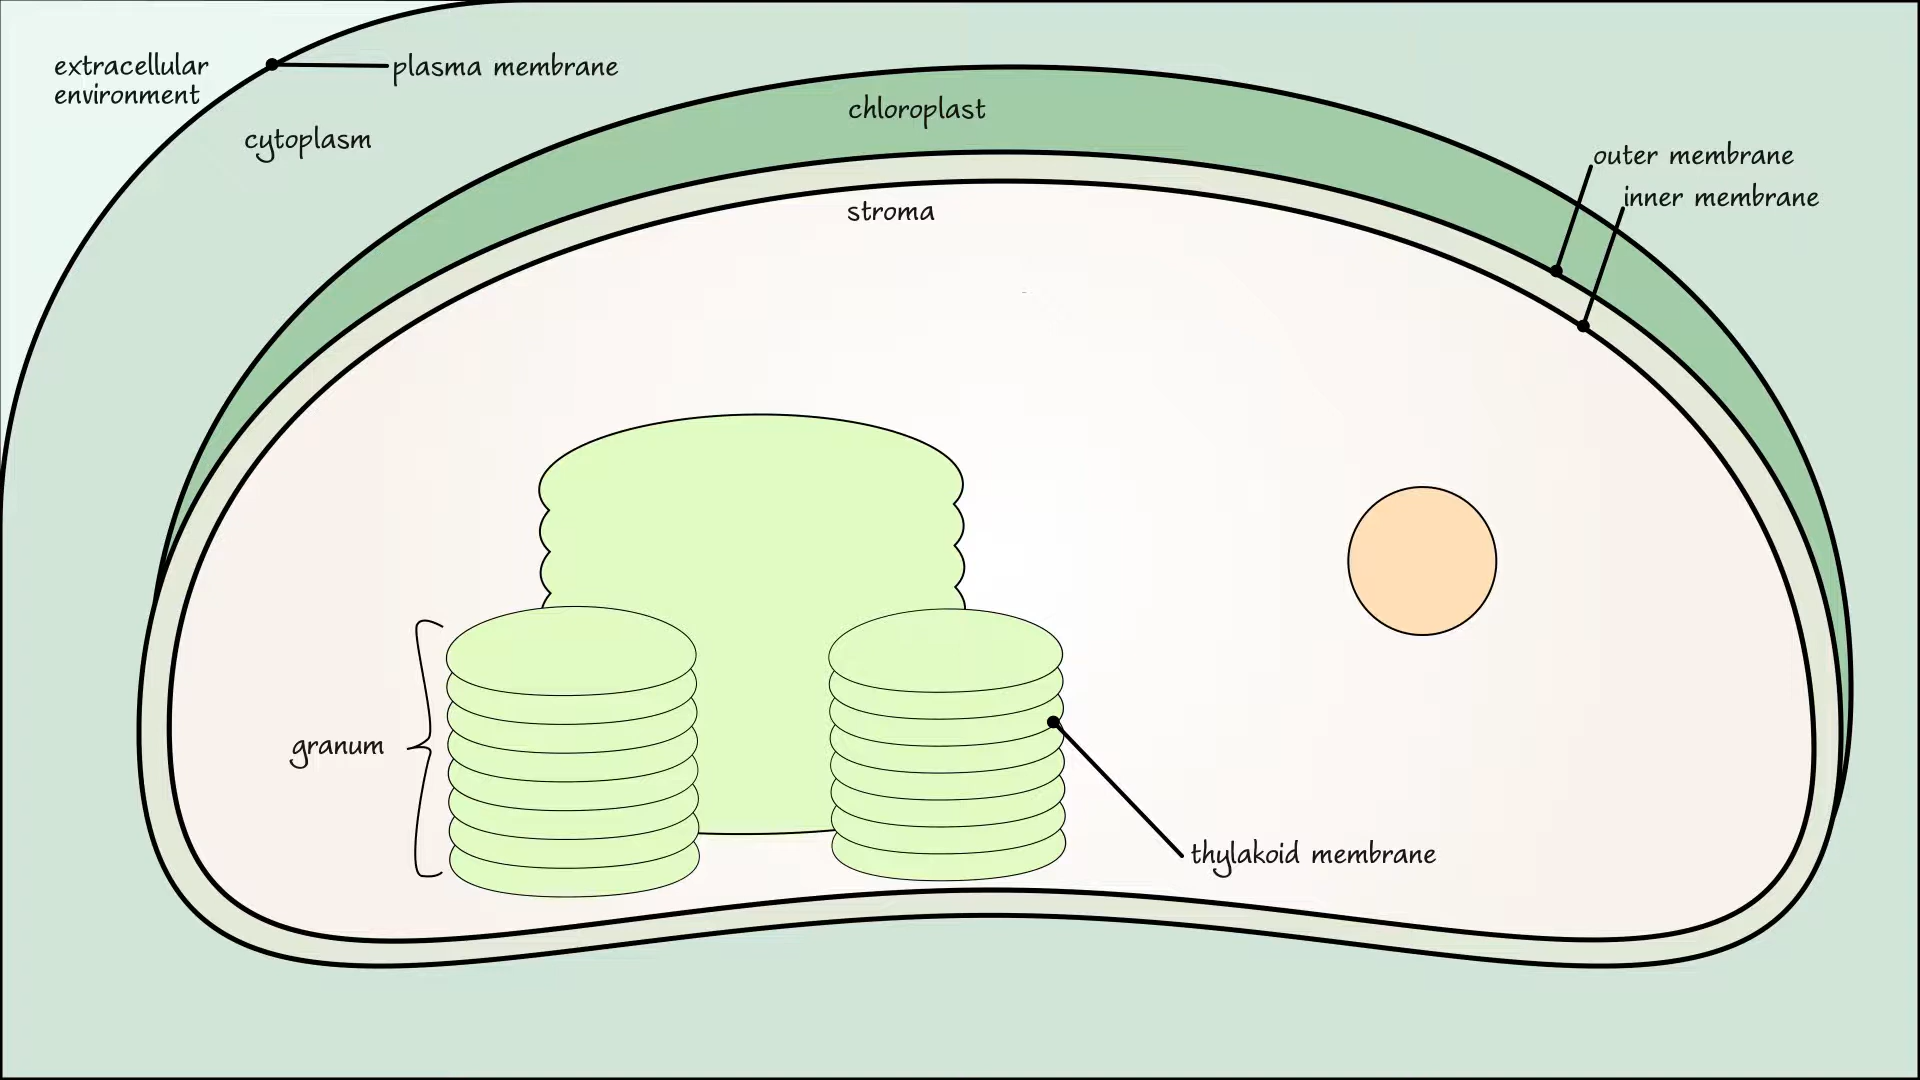 extracellular
environment
plasma membrane
cytoplasm
chloroplast
outer membrane
inner membrane
stroma
granum
thylakoid membrane